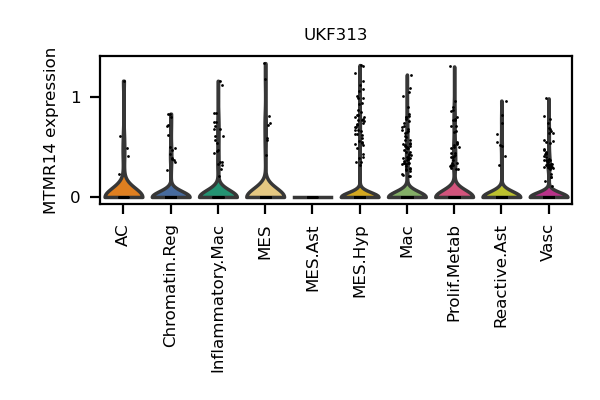 UKF313
MTMR14 expression
1
0
AC
Chromatin.Reg
Inflammatory.Mac
MES
MES.Ast
MES.Hyp
Mac
Prolif.Metab
Reactive.Ast
Vasc